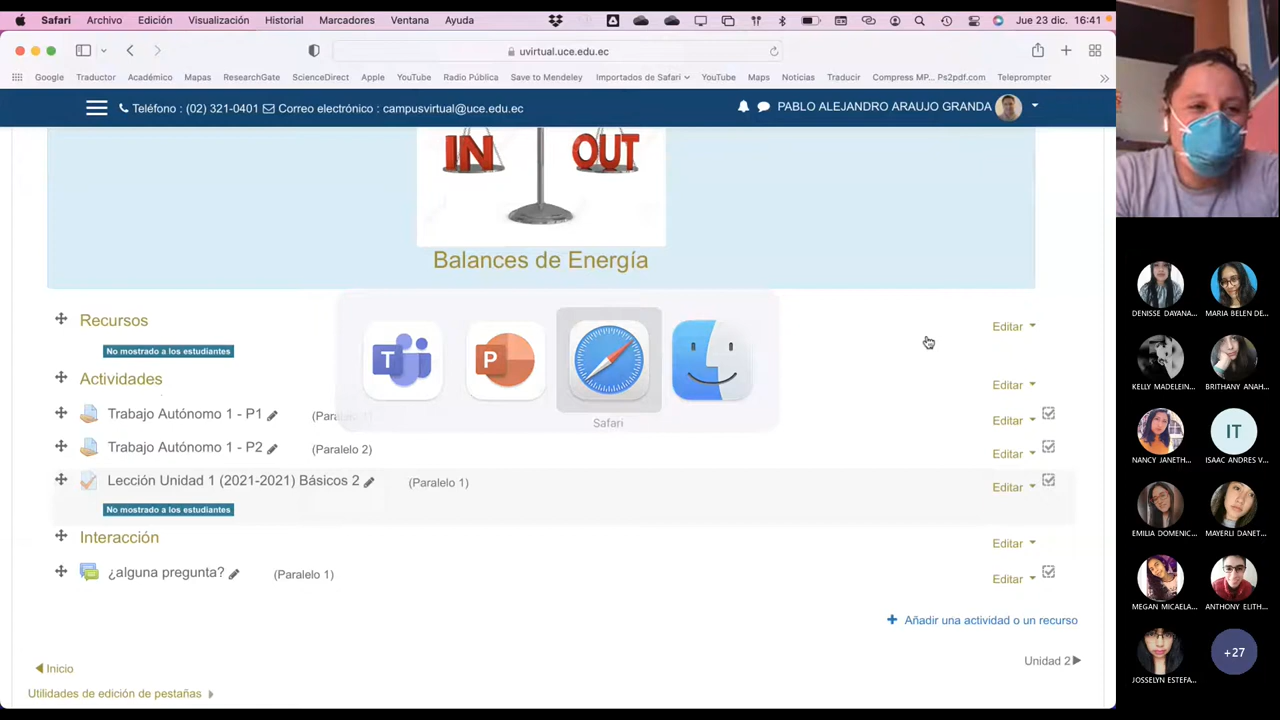 Safari Archivo Edición Visualización Historial Marcadores Ventana Ayuda Jue 23 dic. 16:41
uvirtual.uce.edu.ec
Google Traductor Académico Mapas ResearchGate ScienceDirect Apple YouTube Radio Pública Save to Mendeley Importados de Safari YouTube Maps Noticias Traducir Compress MP... Ps2pdf.com Teleprompter
Teléfono : (02) 321-0401 Correo electrónico : campusvirtual@uce.edu.ec PABLO ALEJANDRO ARAUJO GRANDA
IN OUT
Balances de Energía
Recursos Editar
No mostrado a los estudiantes
Actividades Editar
Trabajo Autónomo 1 - P1 (Paralelo 1) Editar
Trabajo Autónomo 1 - P2 (Paralelo 2) Editar
Lección Unidad 1 (2021-2021) Básicos 2 (Paralelo 1) Editar
No mostrado a los estudiantes
Interacción Editar
¿alguna pregunta? (Paralelo 1) Editar
Añadir una actividad o un recurso
Inicio Unidad 2
Utilidades de edición de pestañas
T P
Safari
DENISSE DAYANA... MARIA BELEN DE...
KELLY MADELEIN... BRITHANY ANAH...
IT
NANCY JANETH... ISAAC ANDRES V...
EMILIA DOMENIC... MAYERLI DANET...
MEGAN MICAELA... ANTHONY ELITH...
+27
JOSSELYN ESTEFA...